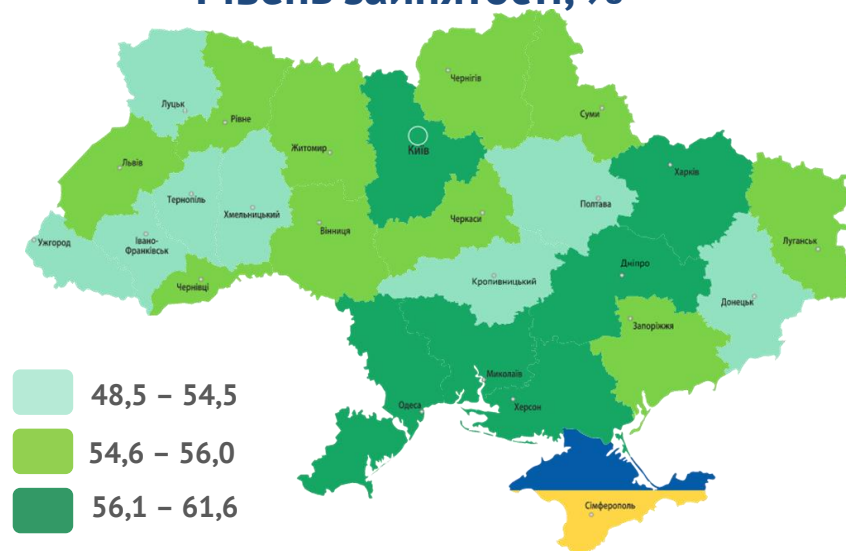 Рівень зайнятості, %
Чернігів
Луцьк
Суми
Рівне
Київ
Житомир
Львів
Харків
Тернопіль
Полтава
Хмельницький
Черкаси
Вінниця
Ужгород
Івано-
Франківськ
Луганськ
Дніпро
Кропивницький
Чернівці
Донецьк
Запоріжжя
Миколаїв
48,5 – 54,5
Одеса
Херсон
54,6 – 56,0
56,1 – 61,6
Сімферополь